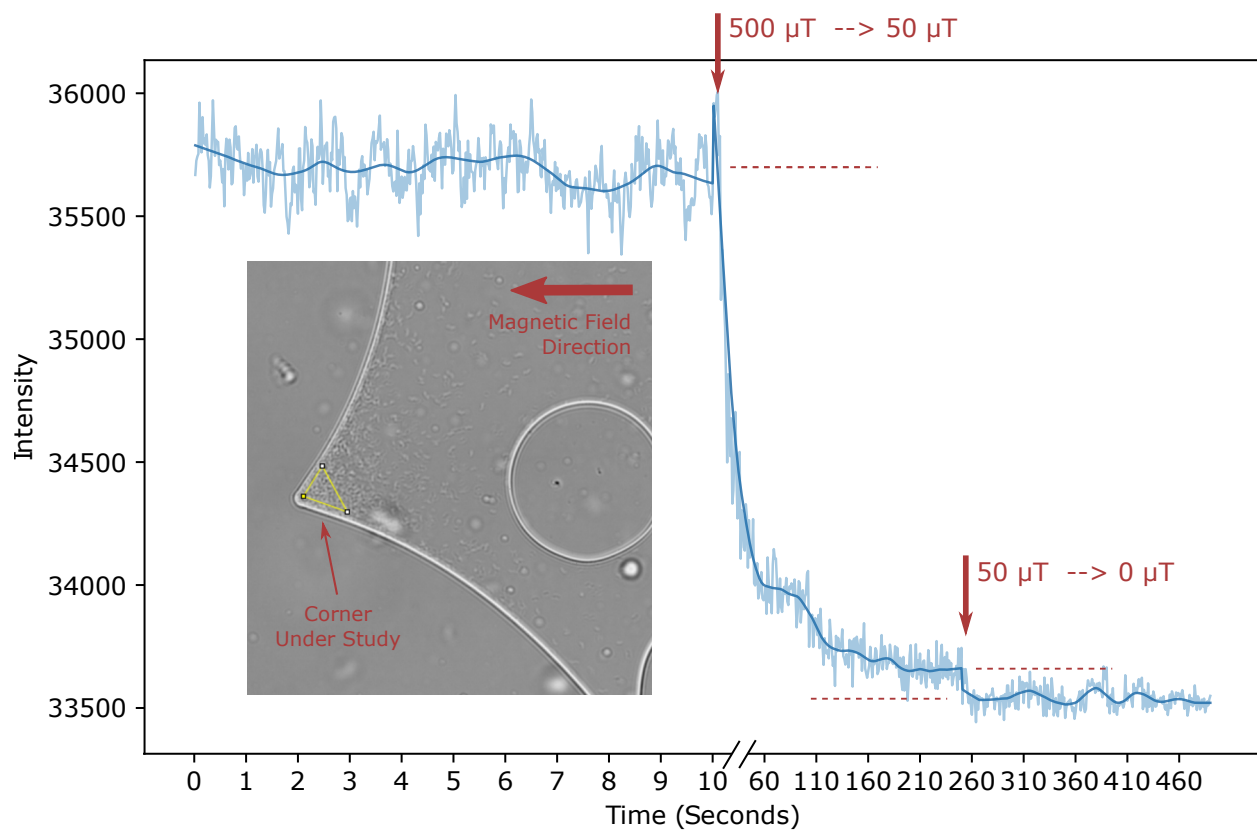 500 µT --> 50 µT
36000
35500
35000
34500
34000
33500
Intensity
Magnetic Field
Direction
Corner
Under Study
50 µT --> 0 µT
0 1 2 3 4 5 6 7 8 9 10 60 110 160 210 260 310 360 410 460
Time (Seconds)